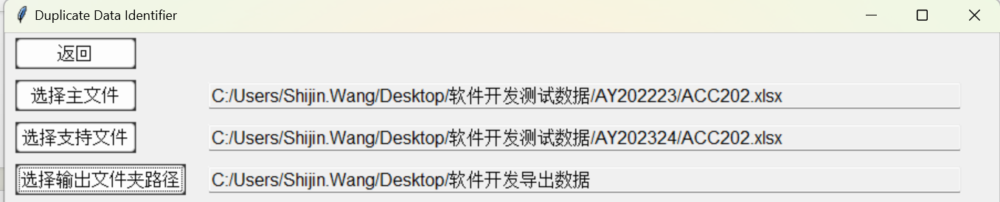 Duplicate Data Identifier
返回
选择主文件 C:/Users/Shijin.Wang/Desktop/软件开发测试数据/AY202223/ACC202.xlsx
选择支持文件 C:/Users/Shijin.Wang/Desktop/软件开发测试数据/AY202324/ACC202.xlsx
选择输出文件夹路径 C:/Users/Shijin.Wang/Desktop/软件开发导出数据